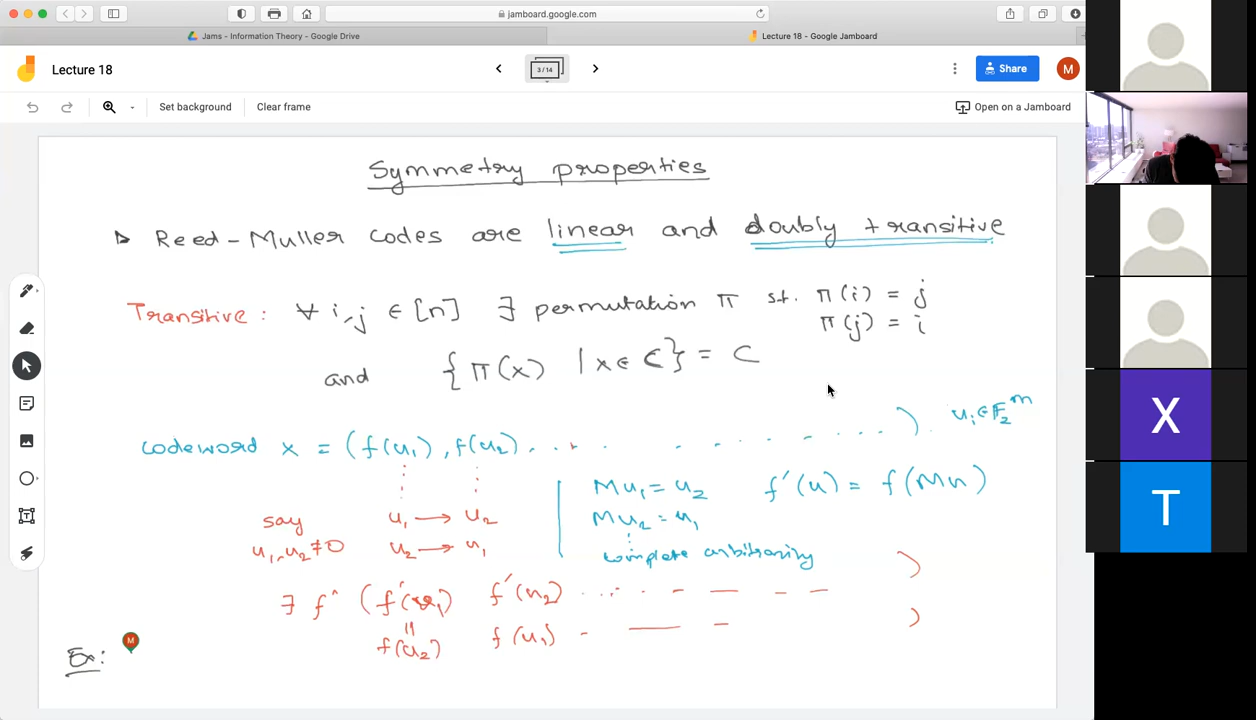 jamboard.google.com
Jams - Information Theory - Google Drive
Lecture 18 - Google Jamboard
Lecture 18
3 / 14
Share
M
Set background
Clear frame
Open on a Jamboard
Symmetry properties
Reed-Muller codes are linear and doubly transitive
Transitive : ∀ i,j ∈ [n] ∃ permutation π s.t. π(i) = j
π(j) = i
and { π(x) | x ∈ C } = C
codeword x = (f(u₁), f(u₂), . . . . . . . . . . ) . uᵢ ∈ F₂ᵐ
Mu₁ = u₂ f'(u) = f(Mu)
say u₁ → u₂ Mu₂ = u₁
u₁, u₂ ≠ 0 u₂ → u₁ complete arbitrarily
∃ f' (f'(u₁) f'(u₂) . . . . - — - — )
=
f(u₂) f(u₁) - — - )
Ex:
M
X
T